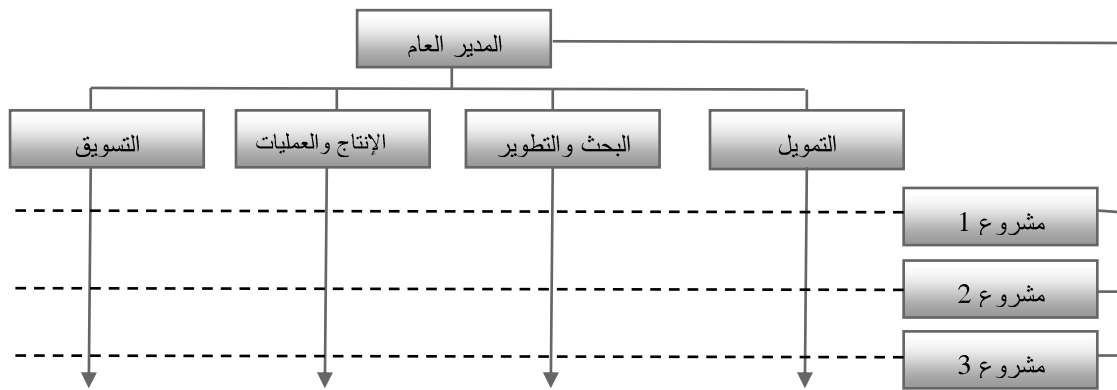 المدير العام
التمويل
البحث والتطوير
الإنتاج والعمليات
التسويق
مشروع 1
مشروع 2
مشروع 3